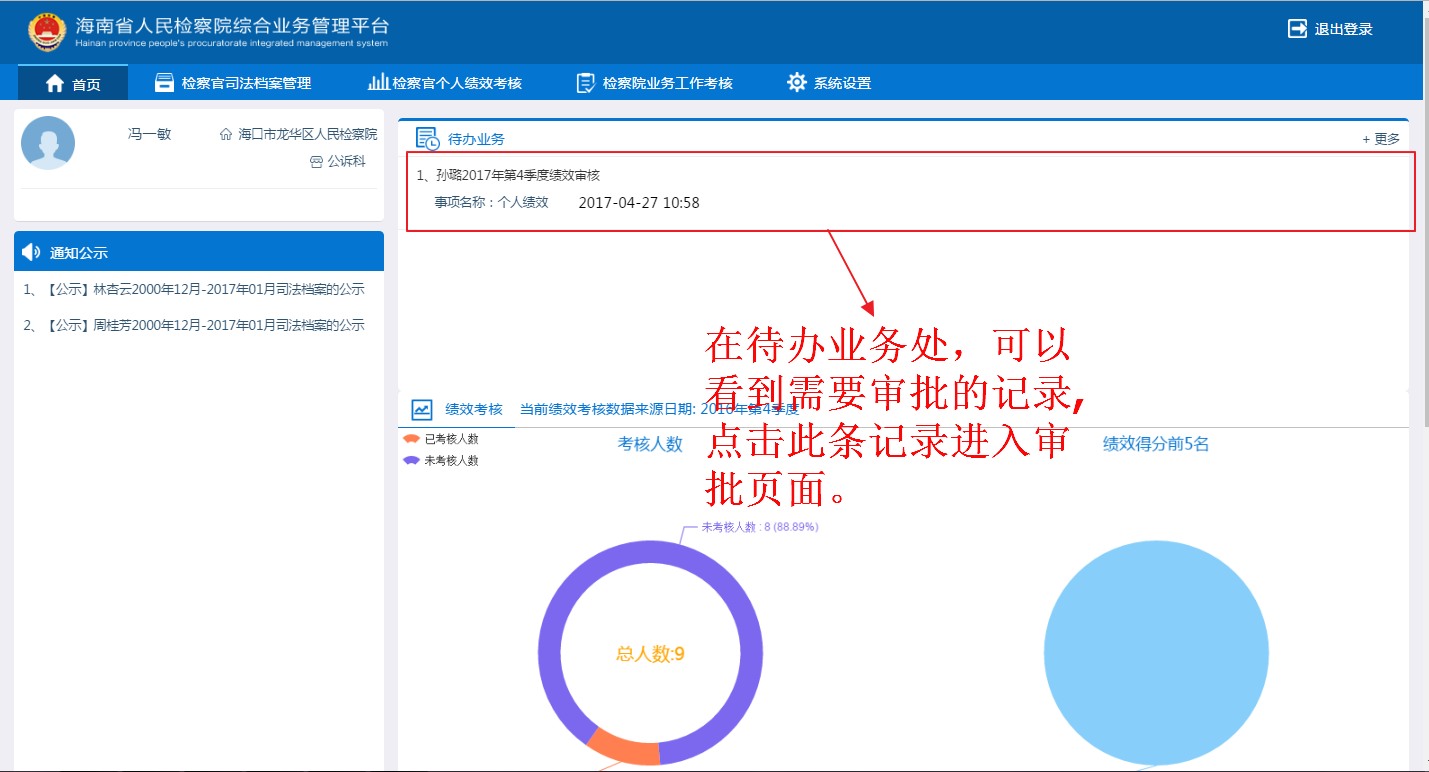 海南省人民检察院综合业务管理平台
Hainan province people's procuratorate integrated management system
退出登录
首页
检察官司法档案管理
检察官个人绩效考核
检察院业务工作考核
系统设置
冯一敏
海口市龙华区人民检察院
公诉科
通知公示
1、【公示】林杏云2000年12月-2017年01月司法档案的公示
2、【公示】周桂芳2000年12月-2017年01月司法档案的公示
待办业务
+ 更多
1、孙璐2017年第4季度绩效审核
事项名称：个人绩效 2017-04-27 10:58
在待办业务处，可以
看到需要审批的记录,
点击此条记录进入审
批页面。
绩效考核
当前绩效考核数据来源日期: 2016年第4季度
已考核人数
未考核人数
考核人数
绩效得分前5名
未考核人数 : 8 (88.89%)
总人数:9